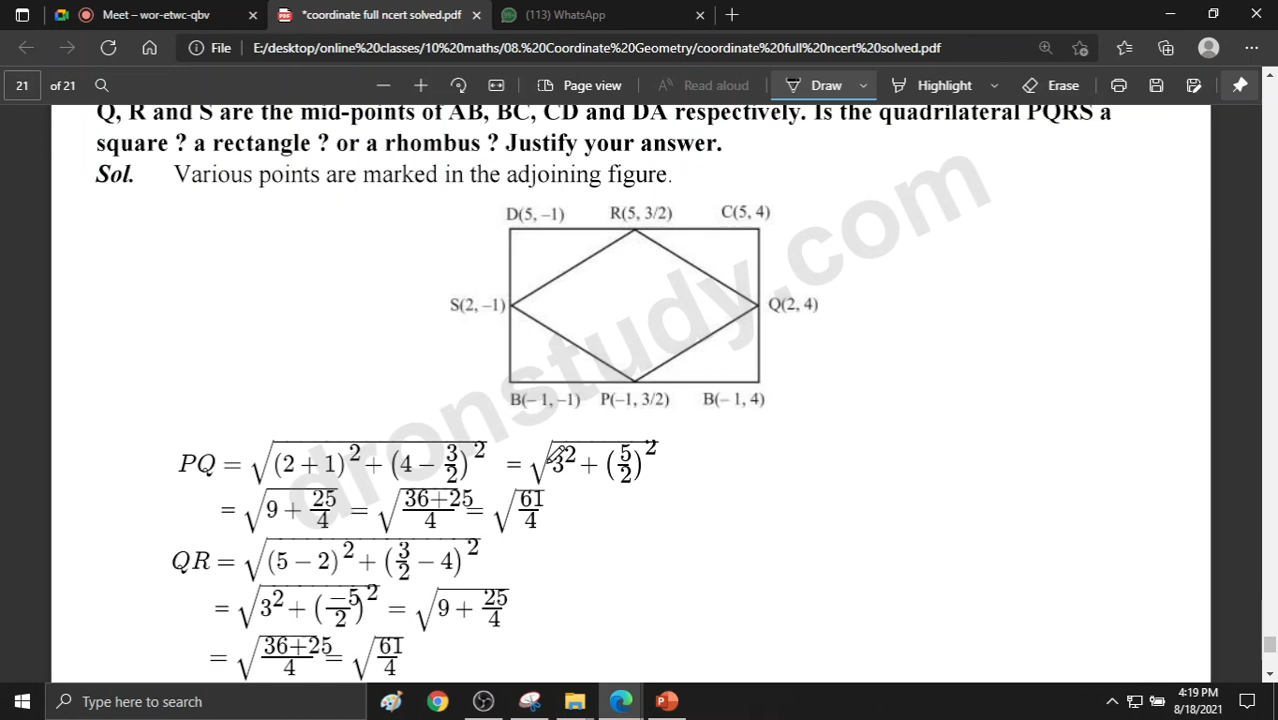 Meet – wor-etwc-qbv
*coordinate full ncert solved.pdf
(113) WhatsApp
File E:/desktop/online%20classes/10%20maths/08.%20Coordinate%20Geometry/coordinate%20full%20ncert%20solved.pdf
21 of 21 Page view Read aloud Draw Highlight Erase
Q, R and S are the mid-points of AB, BC, CD and DA respectively. Is the quadrilateral PQRS a
square ? a rectangle ? or a rhombus ? Justify your answer.
Sol. Various points are marked in the adjoining figure.
D(5, –1) R(5, 3/2) C(5, 4)
S(2, –1) Q(2, 4)
B(– 1, –1) P(–1, 3/2) B(– 1, 4)
dronstudy.com
PQ = √((2 + 1)² + (4 – 3/2)²) = √(3² + (5/2)²)
= √(9 + 25/4) = √((36+25)/4) = √(61/4)
QR = √((5 – 2)² + (3/2 – 4)²)
= √(3² + (–5/2)²) = √(9 + 25/4)
= √((36+25)/4) = √(61/4)
Type here to search
4:19 PM
8/18/2021